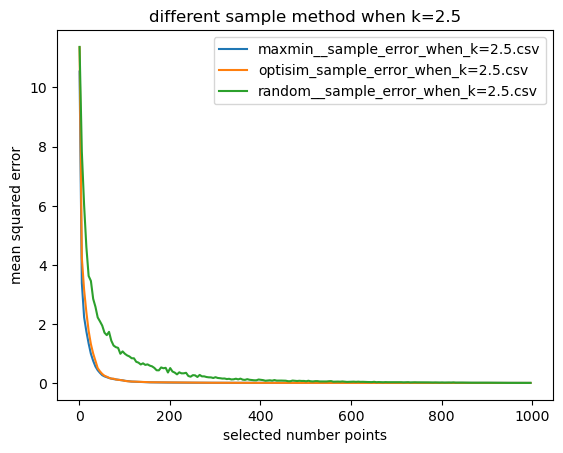 different sample method when k=2.5
maxmin__sample_error_when_k=2.5.csv
optisim_sample_error_when_k=2.5.csv
random__sample_error_when_k=2.5.csv
mean squared error
10
8
6
4
2
0
0 200 400 600 800 1000
selected number points